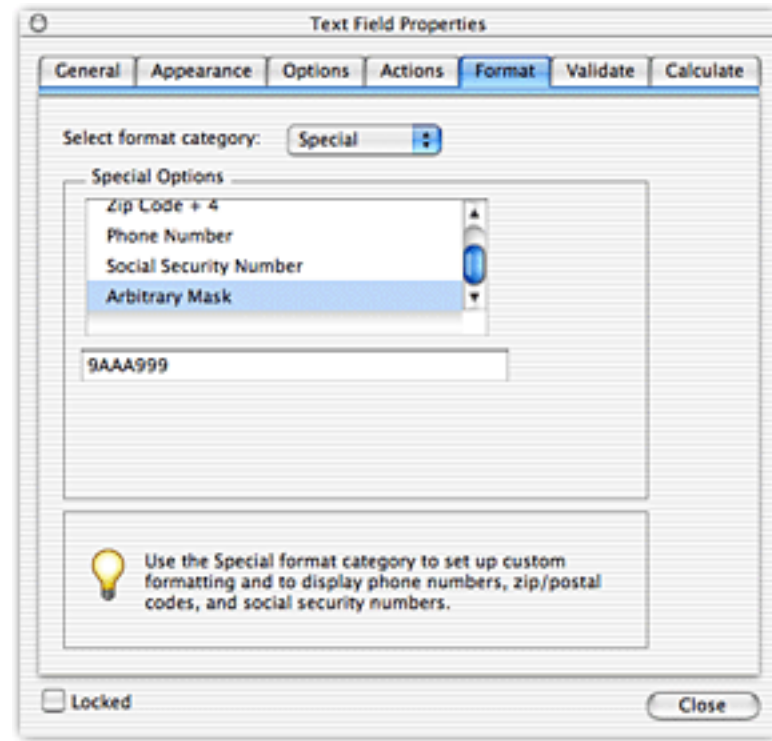 Text Field Properties
General Appearance Options Actions Format Validate Calculate
Select format category: Special
Special Options
Zip Code + 4
Phone Number
Social Security Number
Arbitrary Mask
9AAA999
Use the Special format category to set up custom
formatting and to display phone numbers, zip/postal
codes, and social security numbers.
Locked Close